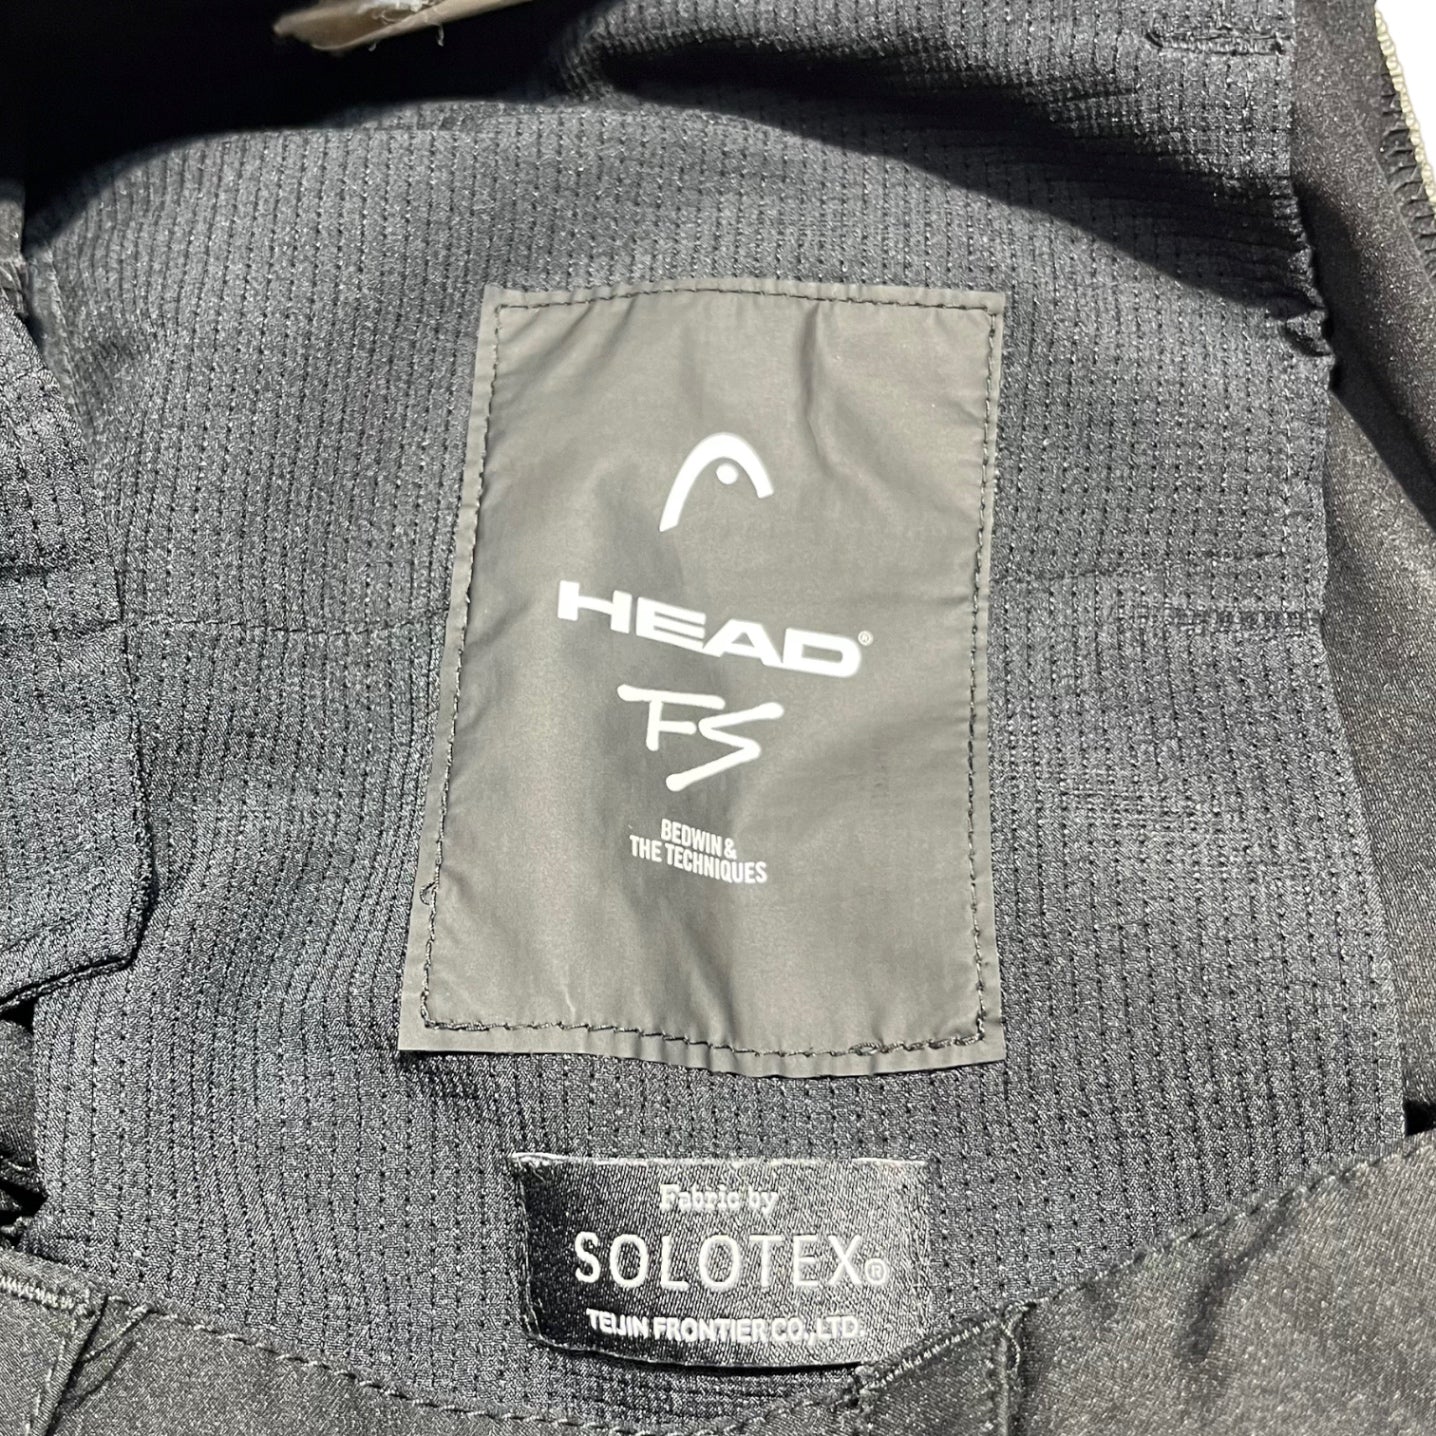 HEAD®
FS
BEDWIN &
THE TECHNIQUES
Fabric by
SOLOTEX®
TEIJIN FRONTIER CO., LTD.